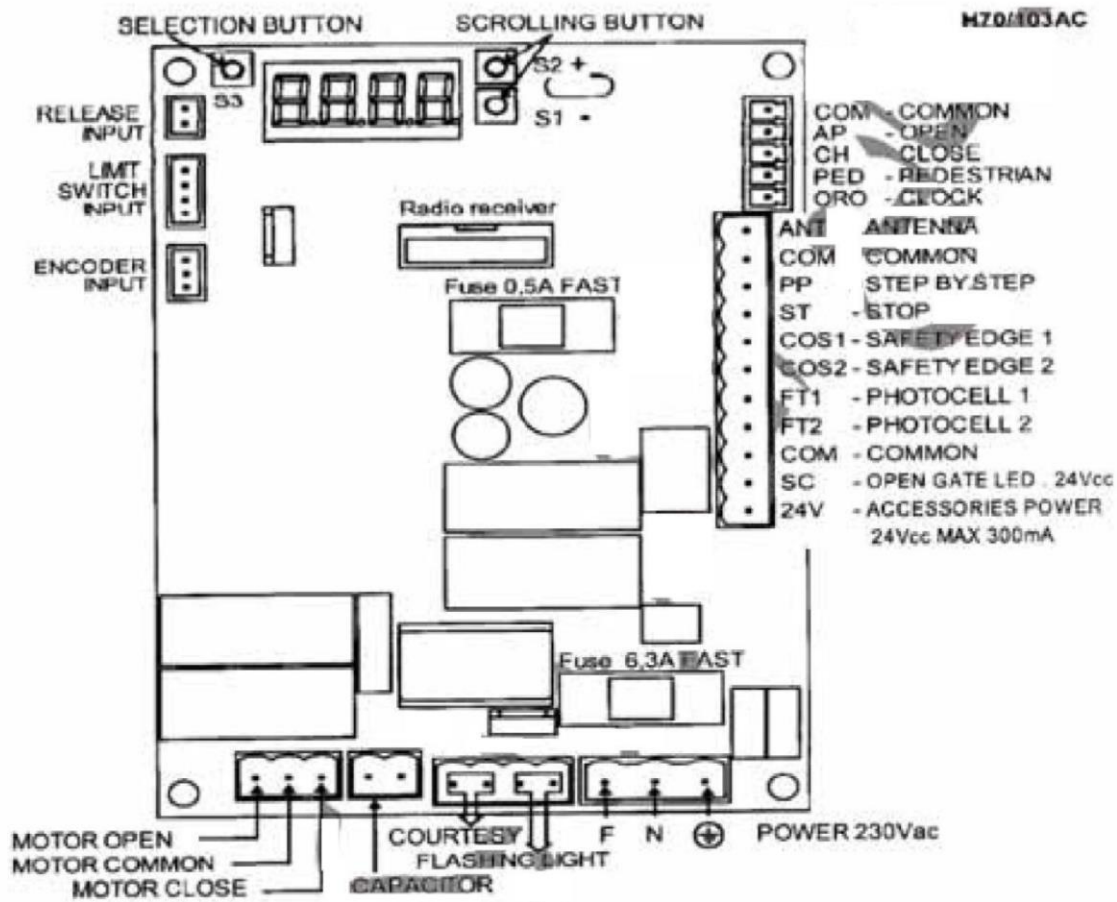 SELECTION BUTTON
SCROLLING BUTTON
H70/103AC
S3
S2 +
S1 -
RELEASE
INPUT
LIMIT
SWITCH
INPUT
ENCODER
INPUT
Radio receiver
Fuse 0,5A FAST
COM - COMMON
AP - OPEN
CH CLOSE
PED - PEDESTRIAN
ORO - CLOCK
ANT ANTENNA
COM COMMON
PP STEP BY.STEP
ST - STOP
COS1 - SAFETY EDGE 1
COS2 - SAFETY EDGE 2
FT1 - PHOTOCELL 1
FT2 - PHOTOCELL 2
COM - COMMON
SC - OPEN GATE LED . 24Vcc
24V - ACCESSORIES POWER
24Vcc MAX 300mA
Fuse 6,3A FAST
MOTOR OPEN
MOTOR COMMON
MOTOR CLOSE
CAPACITOR
COURTESY
FLASHING LIGHT
F N
POWER 230Vac